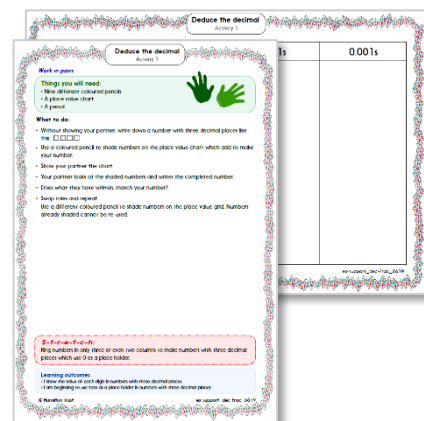 Deduce the decimal
1s
0.001s
ex-support_dec-frac_6619
Deduce the decimal
Activity 1
Work in pairs
Things you will need:
• Nine different coloured pencils
• A place value chart
• A pencil
What to do:
• Without showing your partner, write down a number with three decimal places like
this □.□□□
• Use a coloured pencil to shade numbers on the place value chart which add to make
your number.
• Show your partner the chart.
• Your partner looks at the shaded numbers and writes the completed number.
• Does what they have written, match your number?
• Swap roles and repeat.
Use a different coloured pencil to shade numbers on the place value grid. Numbers
already shaded cannot be re-used.
S-t-r-e-t-c-h:
Ring numbers in only three or even two columns to make numbers with three decimal
places which use 0 as a place holder.
Learning outcomes:
• I know the value of each digit in numbers with three decimal places.
• I am beginning to use zero as a place holder in numbers with three decimal places.
© Hamilton Trust
ex-support_dec-frac_6619